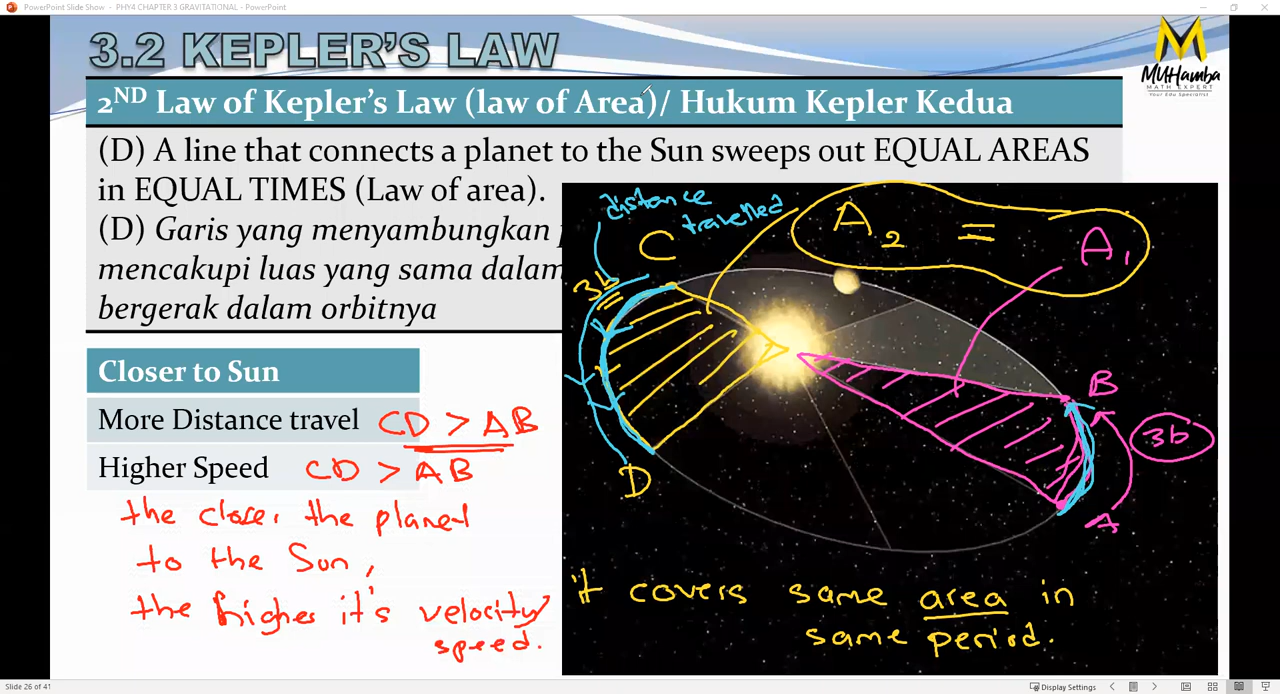 PowerPoint Slide Show - PHY4 CHAPTER 3 GRAVITATIONAL - PowerPoint
3.2 KEPLER'S LAW
MUHamba
MATH EXPERT
Your Edu Specialist
2ND Law of Kepler's Law (law of Area)/ Hukum Kepler Kedua
(D) A line that connects a planet to the Sun sweeps out EQUAL AREAS
in EQUAL TIMES (Law of area).
(D) Garis yang menyambungkan
mencakupi luas yang sama dalam
bergerak dalam orbitnya
distance
travelled
A2 = A1
C
3b
B
3b
D
A
Closer to Sun
More Distance travel CD > AB
Higher Speed CD > AB
the closer the planet
to the Sun,
the higher it's velocity/
speed.
it covers same area in
same period.
Slide 26 of 41
Display Settings